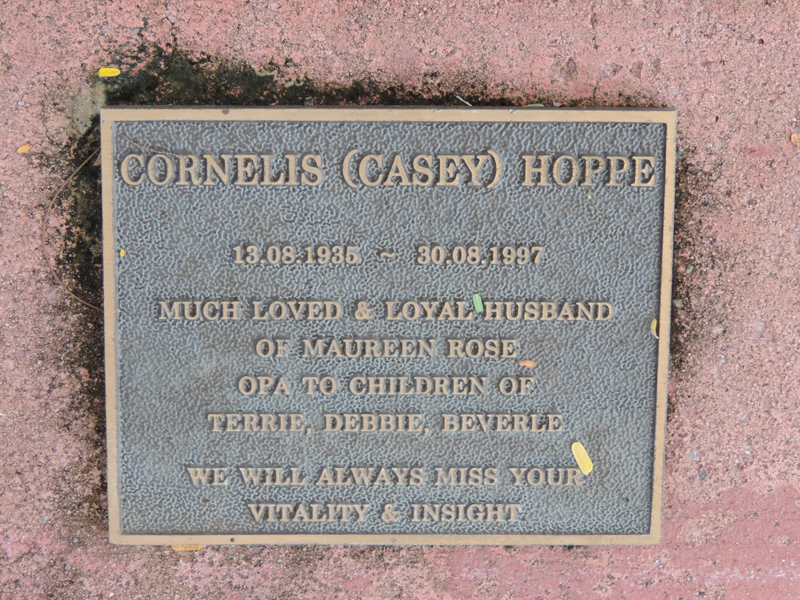 CORNELIS (CASEY) HOPPE
13.08.1935 ~ 30.08.1997
MUCH LOVED & LOYAL HUSBAND
OF MAUREEN ROSE
OPA TO CHILDREN OF
TERRIE, DEBBIE, BEVERLE
WE WILL ALWAYS MISS YOUR
VITALITY & INSIGHT